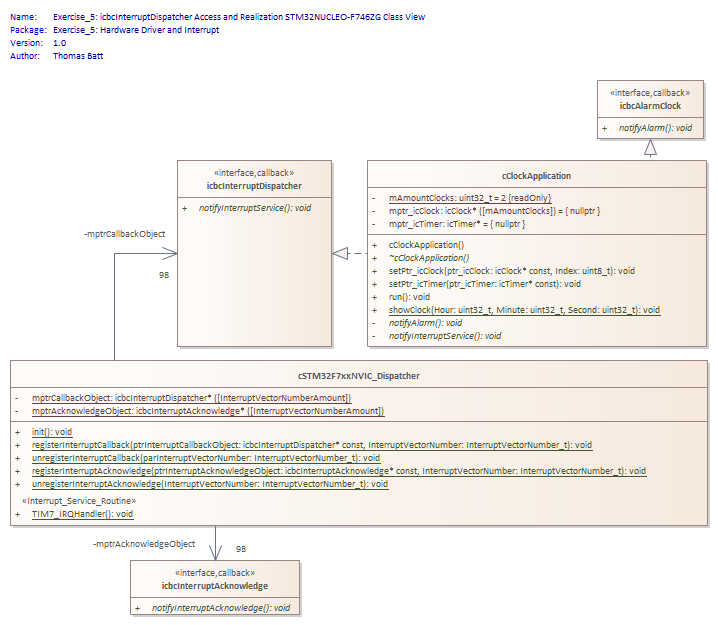 Name: Exercise_5: icbcInterruptDispatcher Access and Realization STM32NUCLEO-F746ZG Class View
Package: Exercise_5: Hardware Driver and Interrupt
Version: 1.0
Author: Thomas Batt
«interface,callback»
icbcAlarmClock
+ notifyAlarm(): void
«interface,callback»
icbcInterruptDispatcher
+ notifyInterruptService(): void
cClockApplication
- mAmountClocks: uint32_t = 2 {readOnly}
- mptr_icClock: icClock* ([mAmountClocks]) = { nullptr }
- mptr_icTimer: icTimer* = { nullptr }
+ cClockApplication()
+ ~cClockApplication()
+ setPtr_icClock(ptr_icClock: icClock* const, Index: uint8_t): void
+ setPtr_icTimer(ptr_icTimer: icTimer* const): void
+ run(): void
+ showClock(Hour: uint32_t, Minute: uint32_t, Second: uint32_t): void
- notifyAlarm(): void
- notifyInterruptService(): void
-mptrCallbackObject
98
cSTM32F7xxNVIC_Dispatcher
- mptrCallbackObject: icbcInterruptDispatcher* ([InterruptVectorNumberAmount])
- mptrAcknowledgeObject: icbcInterruptAcknowledge* ([InterruptVectorNumberAmount])
+ init(): void
+ registerInterruptCallback(ptrInterruptCallbackObject: icbcInterruptDispatcher* const, InterruptVectorNumber: InterruptVectorNumber_t): void
+ unregisterInterruptCallback(parInterruptVectorNumber: InterruptVectorNumber_t): void
+ registerInterruptAcknowledge(ptrInterruptAcknowledgeObject: icbcInterruptAcknowledge* const, InterruptVectorNumber: InterruptVectorNumber_t): void
+ unregisterInterruptAcknowledge(InterruptVectorNumber: InterruptVectorNumber_t): void
«Interrupt_Service_Routine»
+ TIM7_IRQHandler(): void
-mptrAcknowledgeObject
98
«interface,callback»
icbcInterruptAcknowledge
+ notifyInterruptAcknowledge(): void